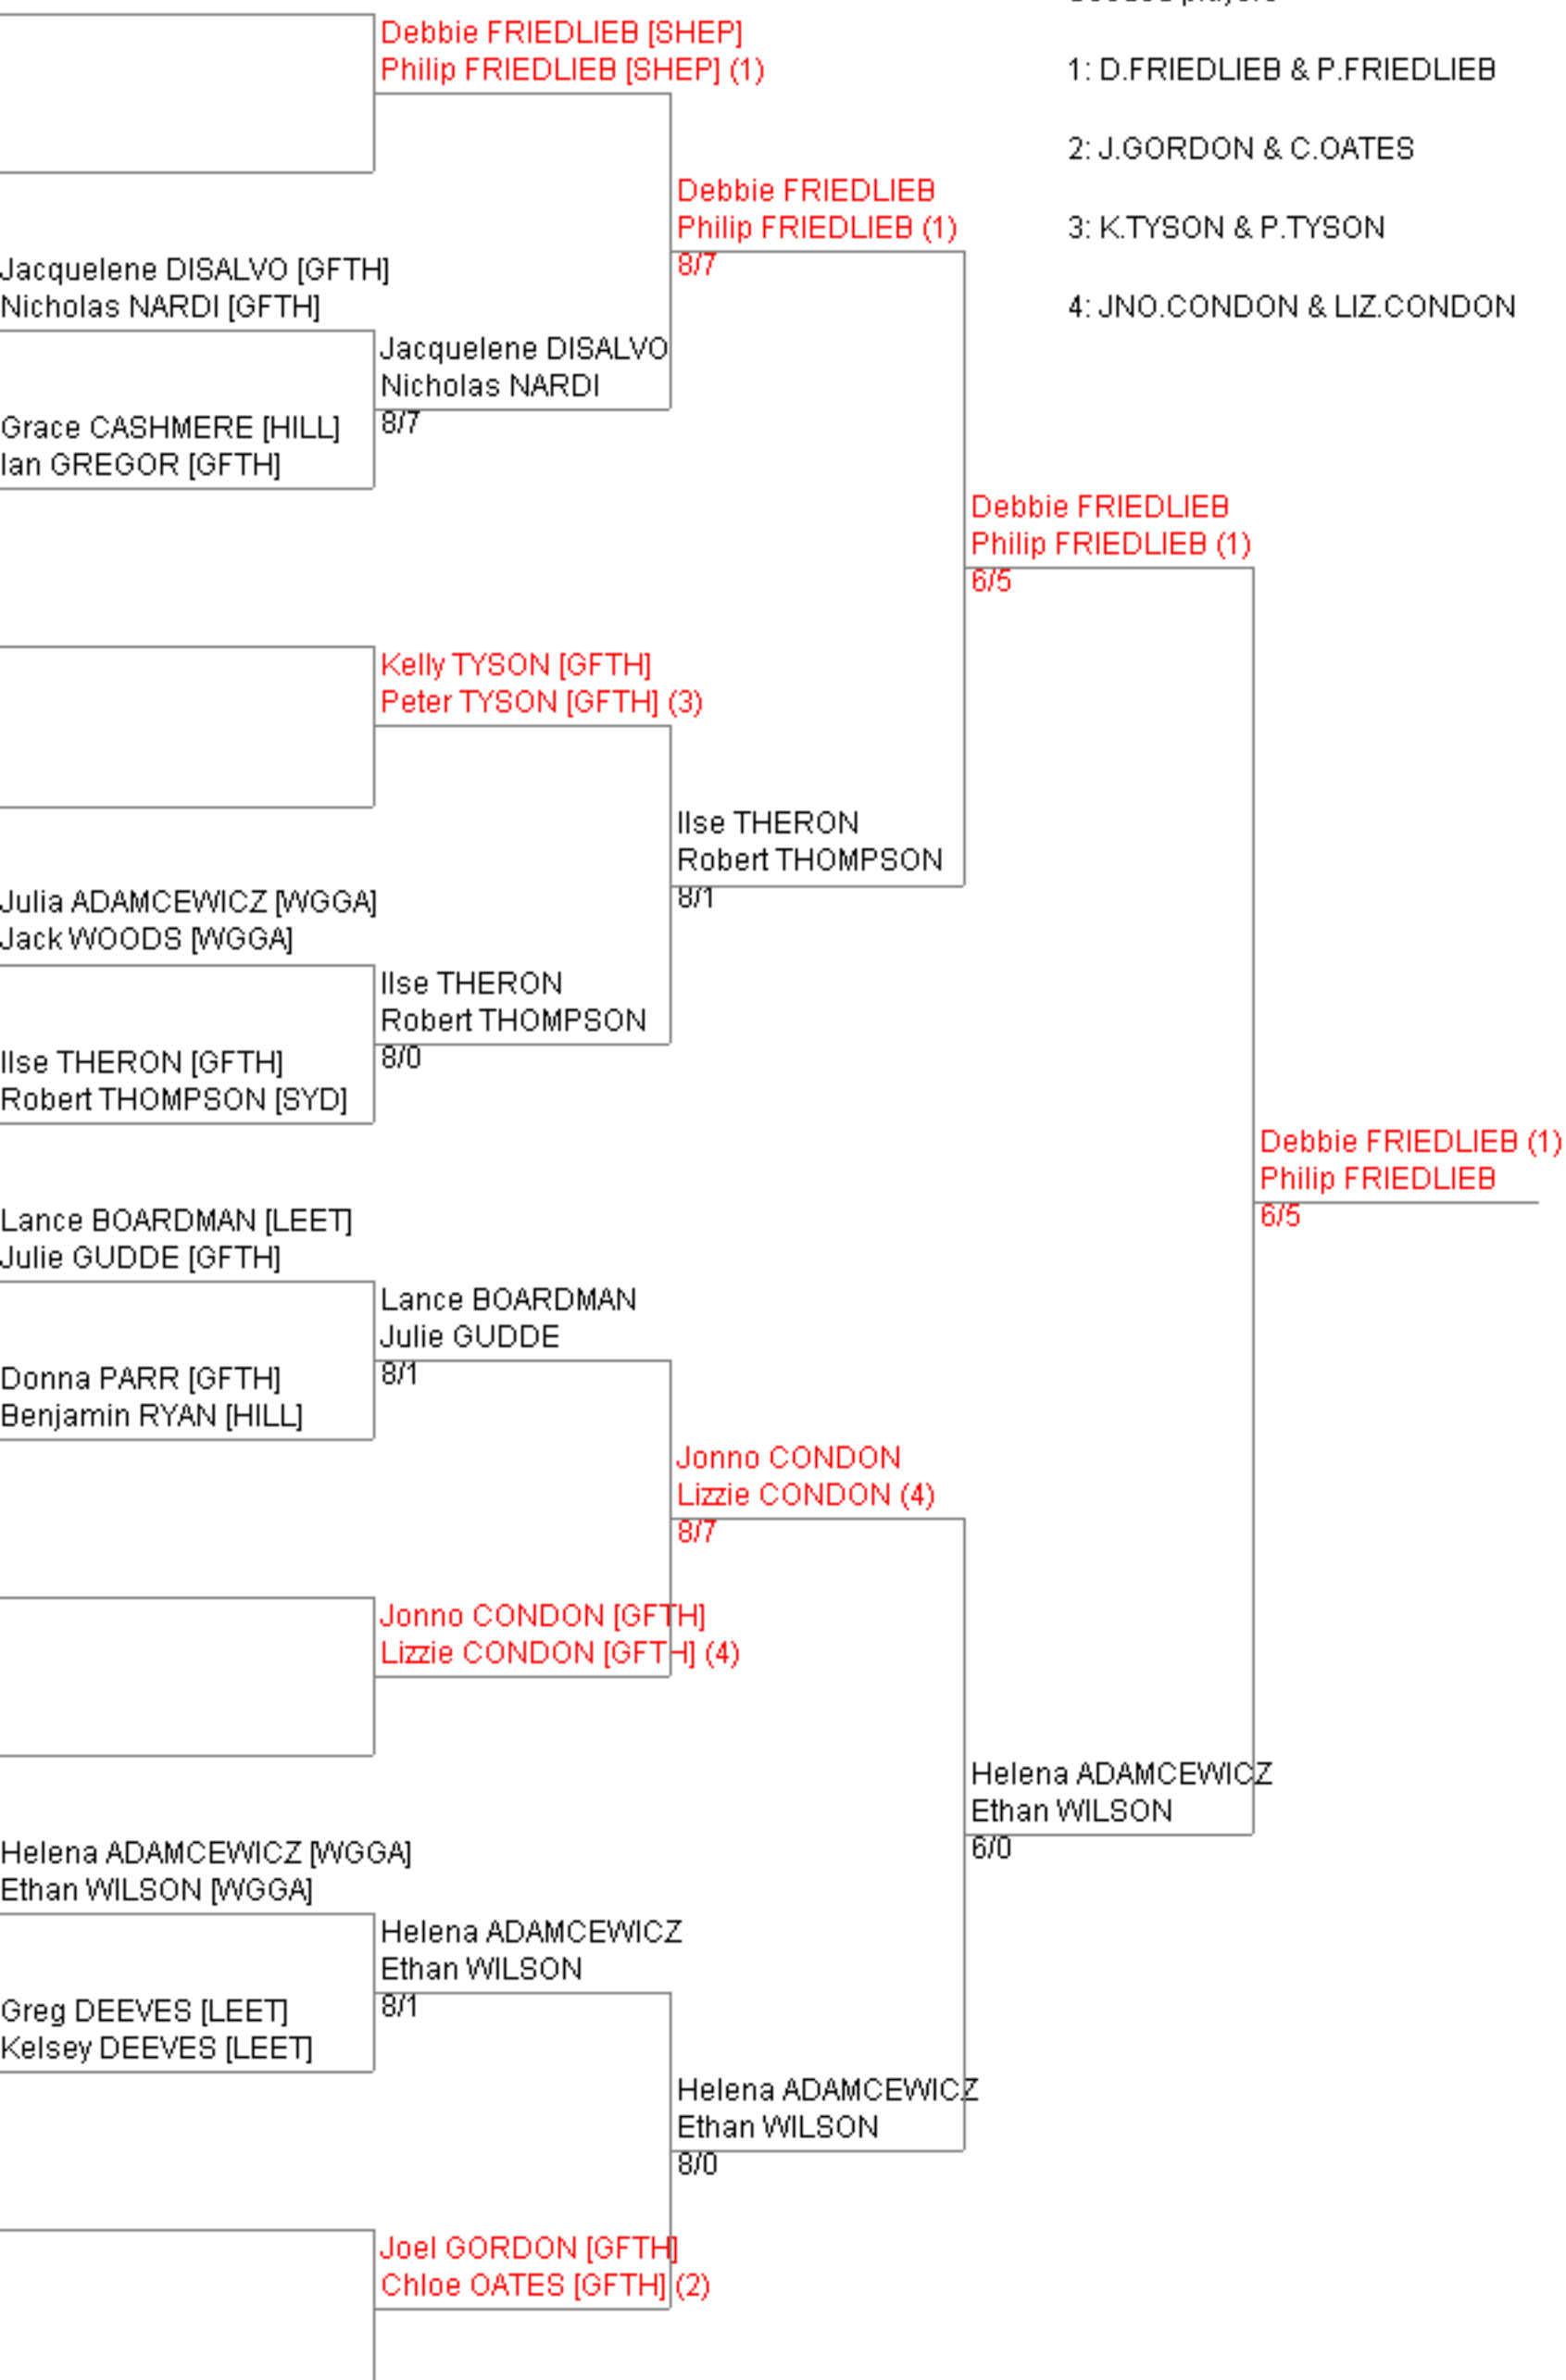 Debbie FRIEDLIEB [SHEP]
Philip FRIEDLIEB [SHEP] (1)
1: D.FRIEDLIEB & P.FRIEDLIEB
2: J.GORDON & C.OATES
3: K.TYSON & P.TYSON
4: JNO.CONDON & LIZ.CONDON
Debbie FRIEDLIEB
Philip FRIEDLIEB (1)
8/7
Jacquelene DISALVO [GFTH]
Nicholas NARDI [GFTH]
Jacquelene DISALVO
Nicholas NARDI
8/7
Grace CASHMERE [HILL]
Ian GREGOR [GFTH]
Debbie FRIEDLIEB
Philip FRIEDLIEB (1)
6/5
Kelly TYSON [GFTH]
Peter TYSON [GFTH] (3)
Ilse THERON
Robert THOMPSON
8/1
Julia ADAMCEWICZ [WGGA]
Jack WOODS [WGGA]
Ilse THERON
Robert THOMPSON
8/0
Ilse THERON [GFTH]
Robert THOMPSON [SYD]
Debbie FRIEDLIEB (1)
Philip FRIEDLIEB
6/5
Lance BOARDMAN [LEET]
Julie GUDDE [GFTH]
Lance BOARDMAN
Julie GUDDE
8/1
Donna PARR [GFTH]
Benjamin RYAN [HILL]
Jonno CONDON
Lizzie CONDON (4)
8/7
Jonno CONDON [GFTH]
Lizzie CONDON [GFTH] (4)
Helena ADAMCEWICZ
Ethan WILSON
6/0
Helena ADAMCEWICZ [WGGA]
Ethan WILSON [WGGA]
Helena ADAMCEWICZ
Ethan WILSON
8/1
Greg DEEVES [LEET]
Kelsey DEEVES [LEET]
Helena ADAMCEWICZ
Ethan WILSON
8/0
Joel GORDON [GFTH]
Chloe OATES [GFTH] (2)